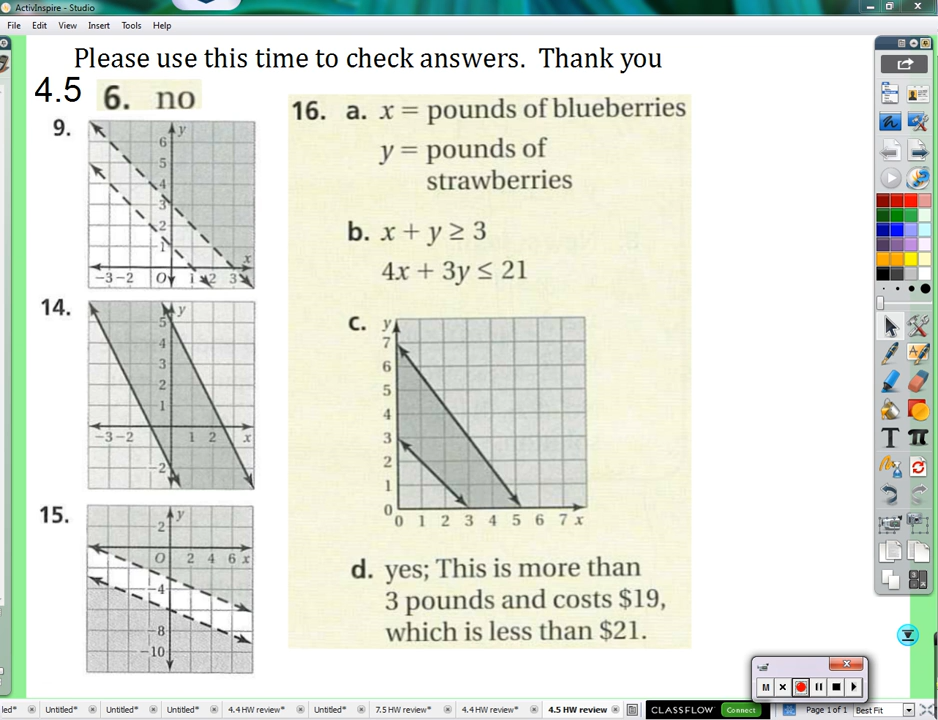 ActivInspire - Studio
File Edit View Insert Tools Help
Please use this time to check answers. Thank you
4.5 6. no
9.
y
6
5
4
3
2
1
x
-3 -2 O 1 2 3
14.
y
5
4
3
2
1
-3 -2 1 2 x
-2
15.
y
2
O 2 4 6 x
-4
-8
-10
16. a. x = pounds of blueberries
y = pounds of
strawberries
b. x + y ≥ 3
4x + 3y ≤ 21
c. y
7
6
5
4
3
2
1
0
0 1 2 3 4 5 6 7 x
d. yes; This is more than
3 pounds and costs $19,
which is less than $21.
M
led* Untitled* Untitled* Untitled* 4.4 HW review* Untitled* 7.5 HW review* 4.4 HW review* 4.5 HW review CLASSFLOW Connect Page 1 of 1 Best Fit